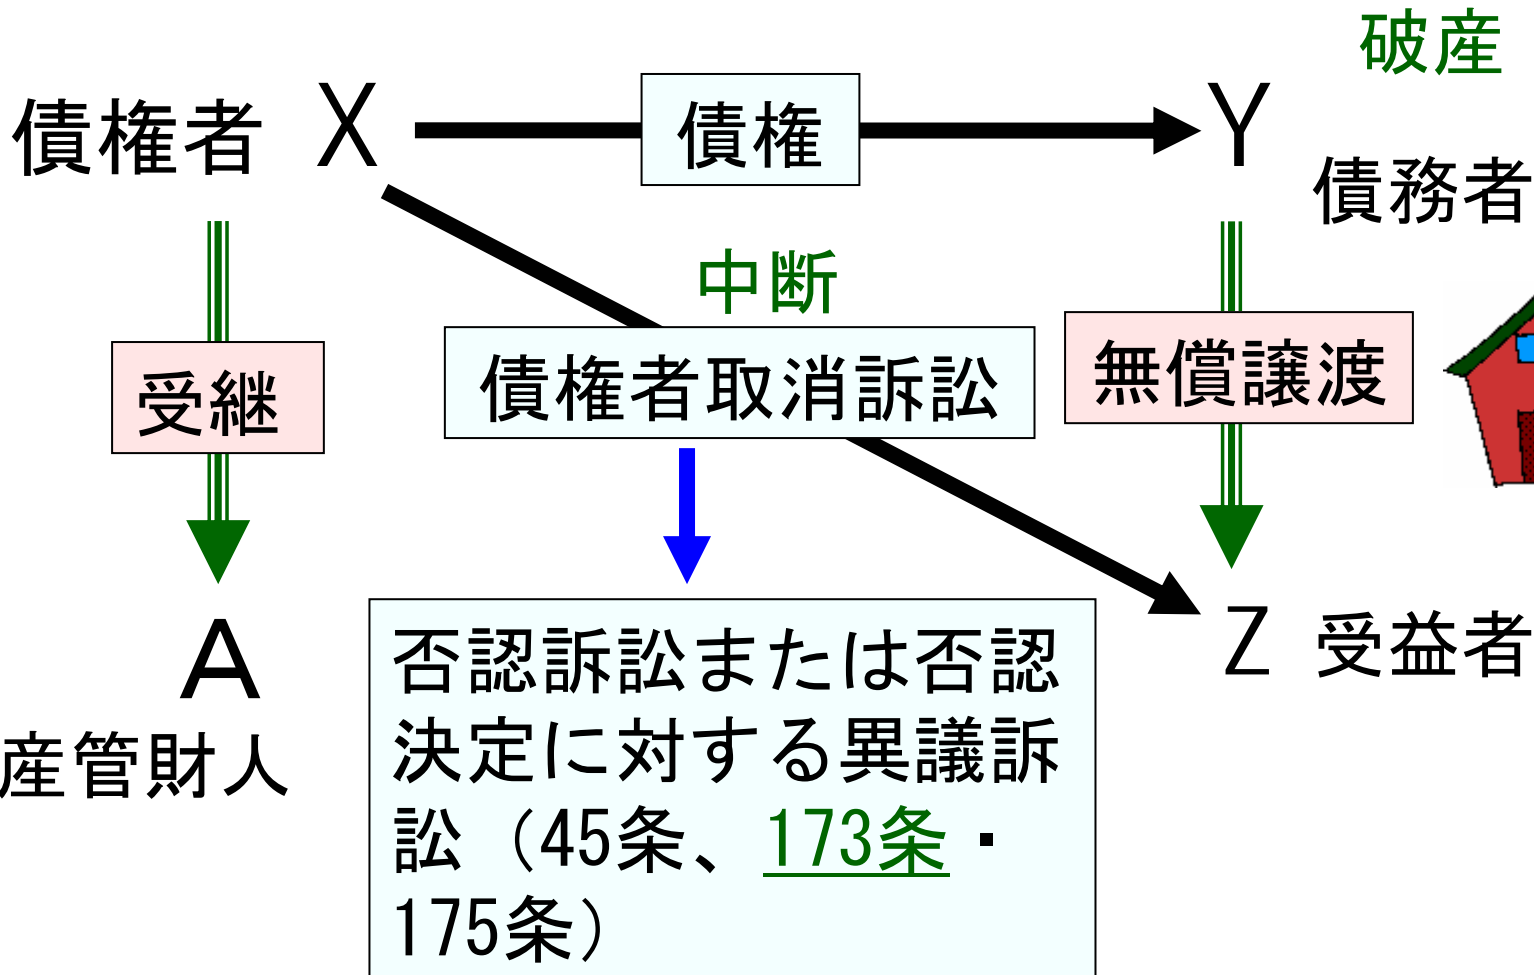 破産
債権者 X
債権
Y
債務者
中断
受継
債権者取消訴訟
無償譲渡
A
産管財人
Z 受益者
否認訴訟または否認
決定に対する異議訴
訟（45条、173条・
175条）